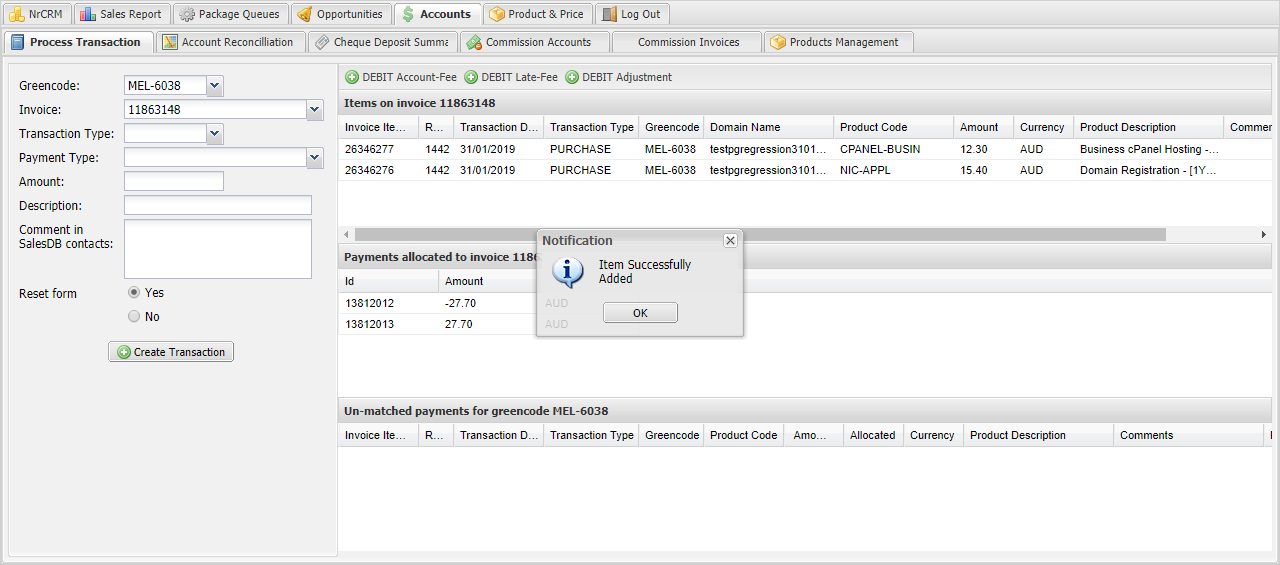 NrCRM Sales Report Package Queues Opportunities Accounts Product & Price Log Out
Process Transaction Account Reconcilliation Cheque Deposit Summa Commission Accounts Commission Invoices Products Management
Greencode: MEL-6038
Invoice: 11863148
Transaction Type:
Payment Type:
Amount:
Description:
Comment in
SalesDB contacts:
Reset form Yes
No
Create Transaction
DEBIT Account-Fee DEBIT Late-Fee DEBIT Adjustment
Items on invoice 11863148
Invoice Ite... R... Transaction D... Transaction Type Greencode Domain Name Product Code Amount Currency Product Description Commen
26346277 1442 31/01/2019 PURCHASE MEL-6038 testpgregression3101... CPANEL-BUSIN 12.30 AUD Business cPanel Hosting -...
26346276 1442 31/01/2019 PURCHASE MEL-6038 testpgregression3101... NIC-APPL 15.40 AUD Domain Registration - [1Y...
Payments allocated to invoice 1186
Id Amount
13812012 -27.70 AUD
13812013 27.70 AUD
Notification
Item Successfully
Added
OK
Un-matched payments for greencode MEL-6038
Invoice Ite... R... Transaction D... Transaction Type Greencode Product Code Amo... Allocated Currency Product Description Comments